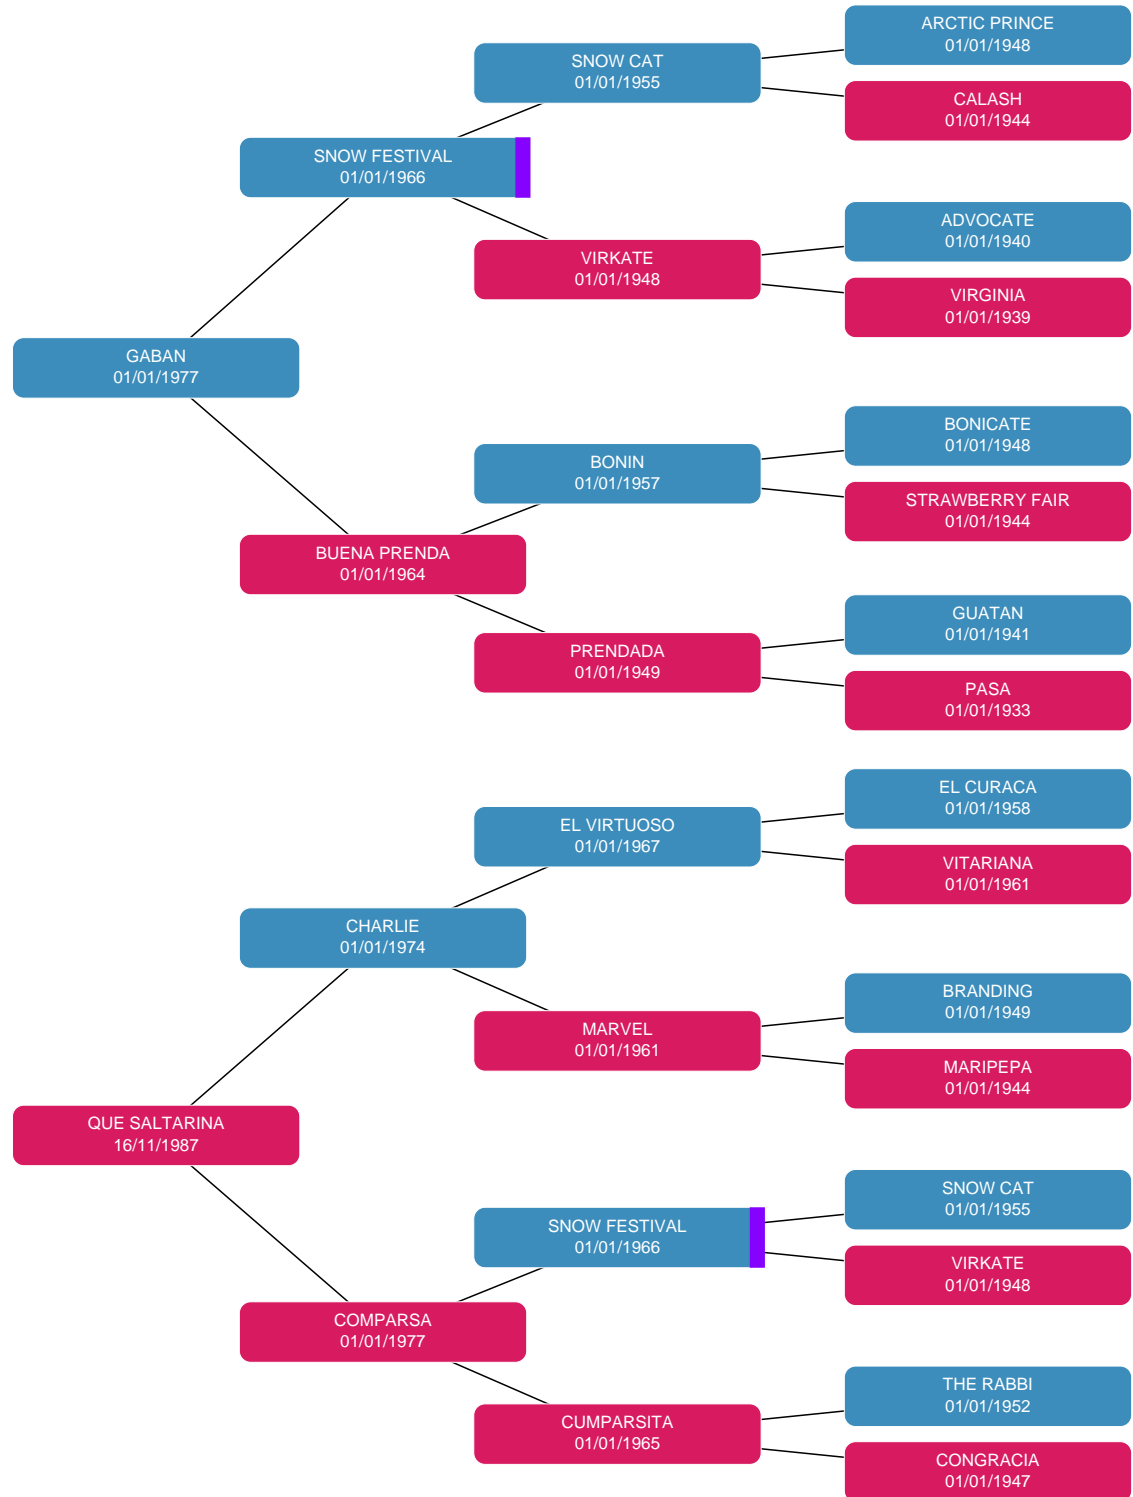 ARCTIC PRINCE
01/01/1948
SNOW CAT
01/01/1955
CALASH
01/01/1944
SNOW FESTIVAL
01/01/1966
ADVOCATE
01/01/1940
VIRKATE
01/01/1948
VIRGINIA
01/01/1939
GABAN
01/01/1977
BONICATE
01/01/1948
BONIN
01/01/1957
STRAWBERRY FAIR
01/01/1944
BUENA PRENDA
01/01/1964
GUATAN
01/01/1941
PRENDADA
01/01/1949
PASA
01/01/1933
EL CURACA
01/01/1958
EL VIRTUOSO
01/01/1967
VITARIANA
01/01/1961
CHARLIE
01/01/1974
BRANDING
01/01/1949
MARVEL
01/01/1961
MARIPEPA
01/01/1944
QUE SALTARINA
16/11/1987
SNOW CAT
01/01/1955
SNOW FESTIVAL
01/01/1966
VIRKATE
01/01/1948
COMPARSA
01/01/1977
THE RABBI
01/01/1952
CUMPARSITA
01/01/1965
CONGRACIA
01/01/1947